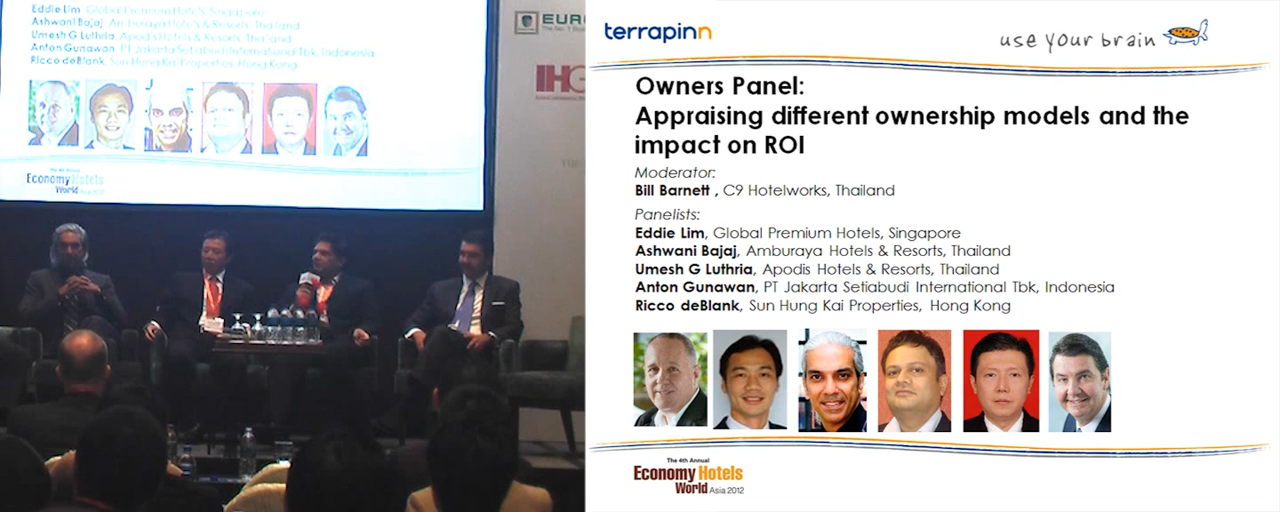 Eddie Lim, Global Premium Hotels, Singapore
Ashwani Bajaj, Amburaya Hotels & Resorts, Thailand
Umesh G Luthria, Apodis Hotels & Resorts, Thailand
Anton Gunawan, PT Jakarta Setiabudi International Tbk, Indonesia
Ricco deBlank, Sun Hung Kai Properties, Hong Kong
The 4th Annual
Economy Hotels
World Asia 2012
EURO
IHG
terrapinn
use your brain
Owners Panel:
Appraising different ownership models and the
impact on ROI
Moderator:
Bill Barnett , C9 Hotelworks, Thailand
Panelists:
Eddie Lim, Global Premium Hotels, Singapore
Ashwani Bajaj, Amburaya Hotels & Resorts, Thailand
Umesh G Luthria, Apodis Hotels & Resorts, Thailand
Anton Gunawan, PT Jakarta Setiabudi International Tbk, Indonesia
Ricco deBlank, Sun Hung Kai Properties, Hong Kong
The 4th Annual
Economy Hotels
World Asia 2012